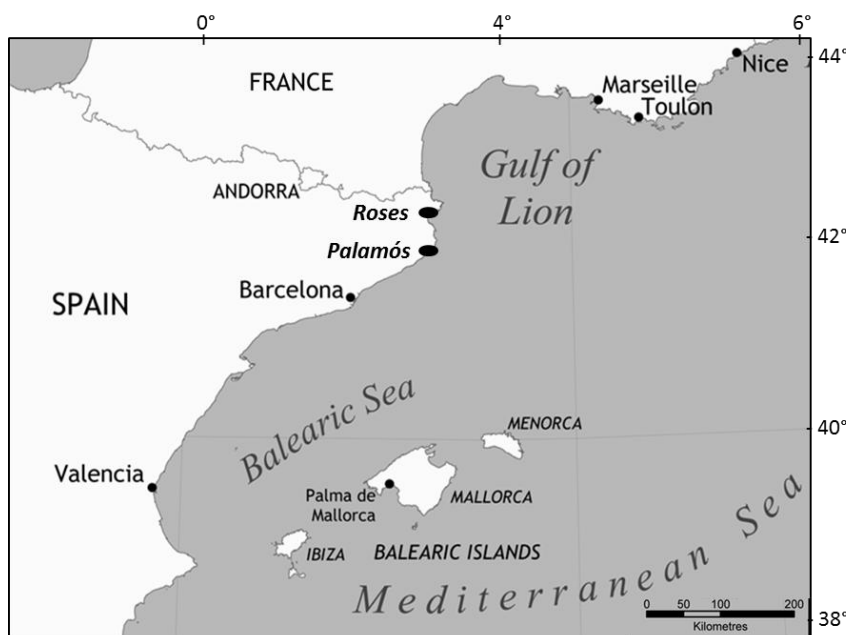 0°
4°
6°
44°
FRANCE
Marseille
Nice
Toulon
Gulf of
Lion
ANDORRA
Roses
42°
Palamós
Barcelona
SPAIN
Balearic Sea
MENORCA
40°
Valencia
Palma de
Mallorca
MALLORCA
IBIZA
BALEARIC ISLANDS
Mediterranean Sea
0 50 100 200
Kilometres
38°